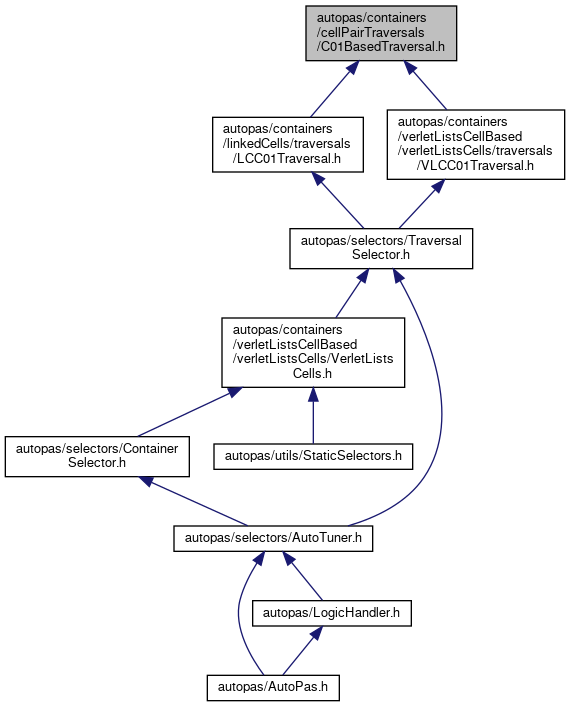 autopas/containers
/cellPairTraversals
/C01BasedTraversal.h
autopas/containers
/linkedCells/traversals
/LCC01Traversal.h
autopas/containers
/verletListsCellBased
/verletListsCells/traversals
/VLCC01Traversal.h
autopas/selectors/Traversal
Selector.h
autopas/containers
/verletListsCellBased
/verletListsCells/VerletLists
Cells.h
autopas/selectors/Container
Selector.h
autopas/utils/StaticSelectors.h
autopas/selectors/AutoTuner.h
autopas/LogicHandler.h
autopas/AutoPas.h